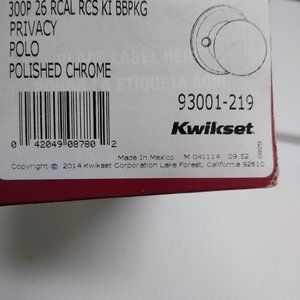 300P 26 RCAL RCS KI BBPKG
PRIVACY
POLO
POLISHED CHROME
93001-219
Kwikset
0 42049 08780 2
Made In Mexico M 041114 09:52 0929
Copyright © 2014 Kwikset Corporation Lake Forest, California 92610